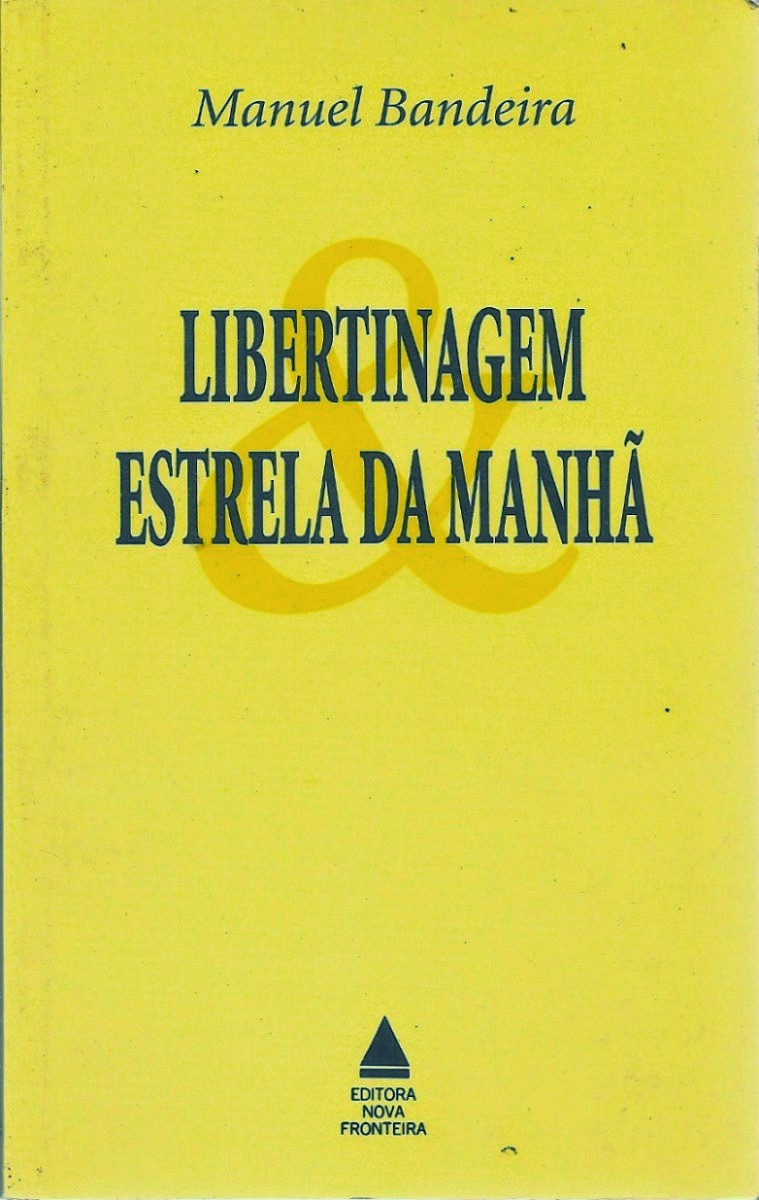 Manuel Bandeira
&
LIBERTINAGEM
ESTRELA DA MANHÃ
EDITORA
NOVA
FRONTEIRA